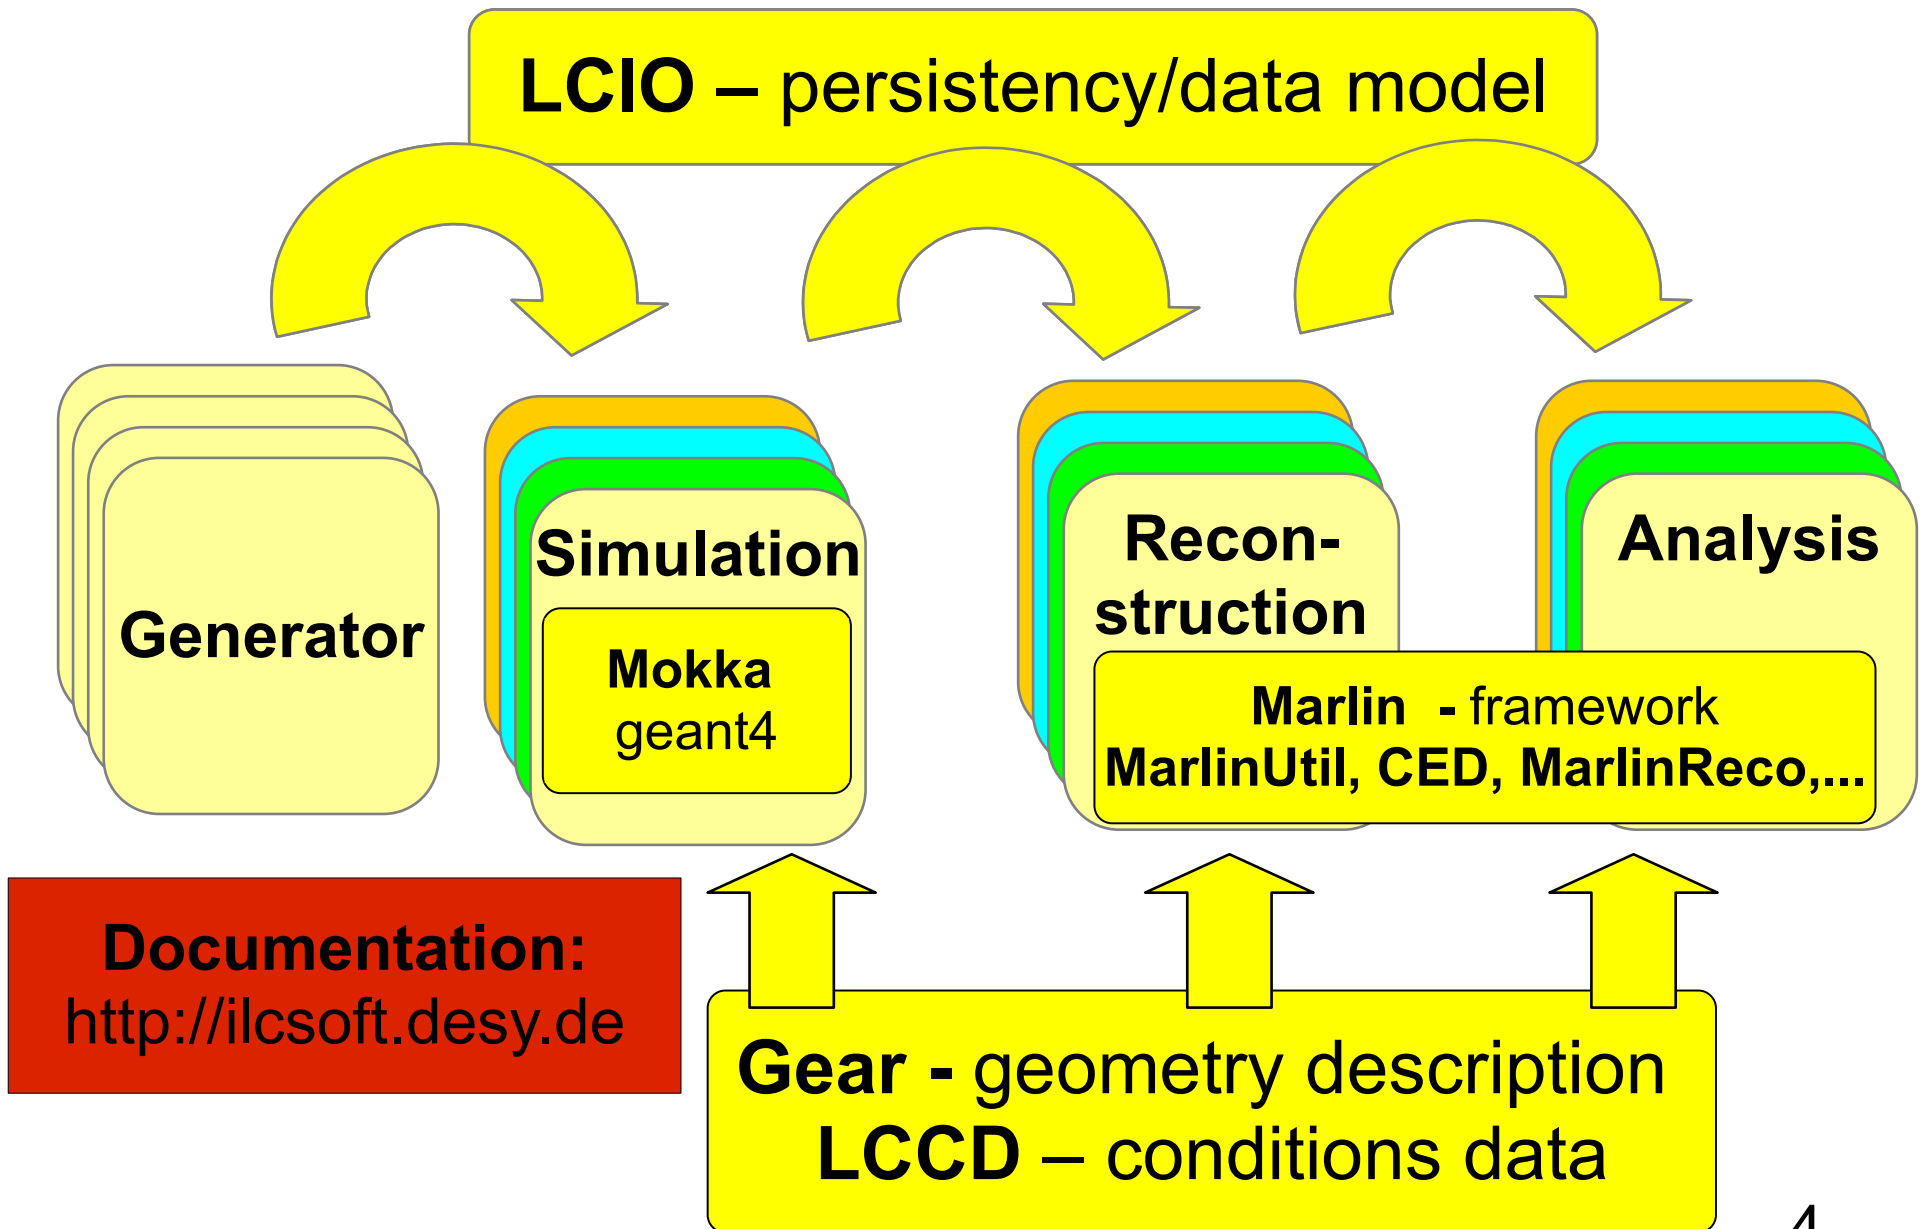 LCIO – persistency/data model
Generator
Simulation
Mokka
geant4
Recon-
struction
Analysis
Marlin - framework
MarlinUtil, CED, MarlinReco,...
Documentation:
http://ilcsoft.desy.de
Gear - geometry description
LCCD – conditions data
4